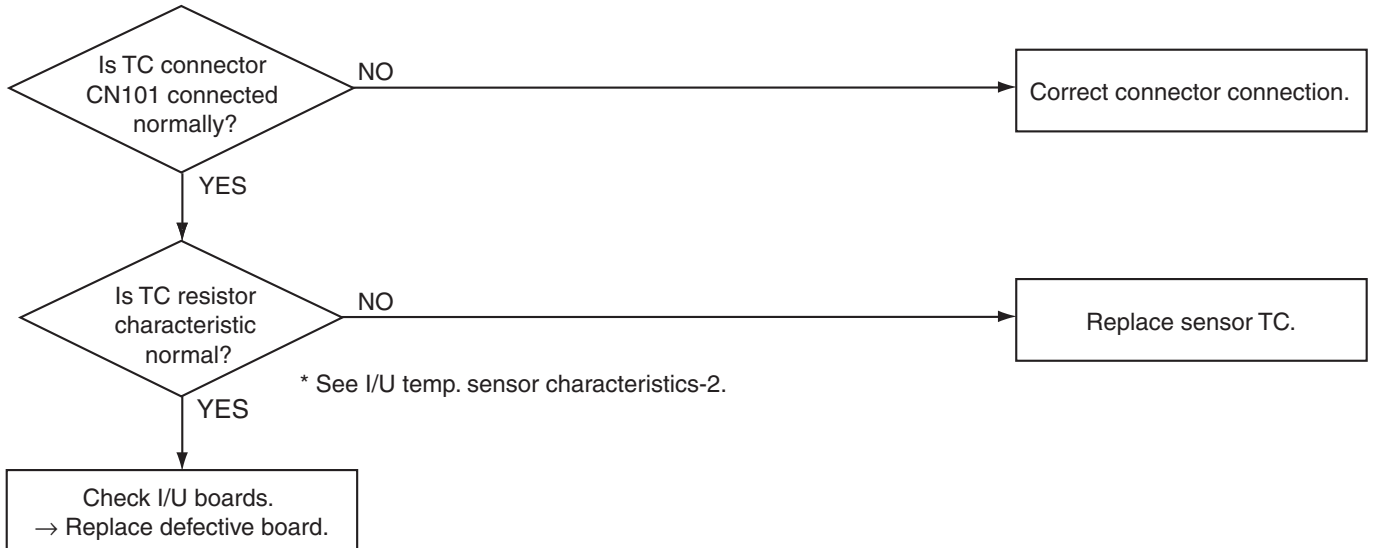 Is TC connector
CN101 connected
normally?
NO
Correct connector connection.
YES
Is TC resistor
characteristic
normal?
NO
Replace sensor TC.
* See I/U temp. sensor characteristics-2.
YES
Check I/U boards.
→ Replace defective board.